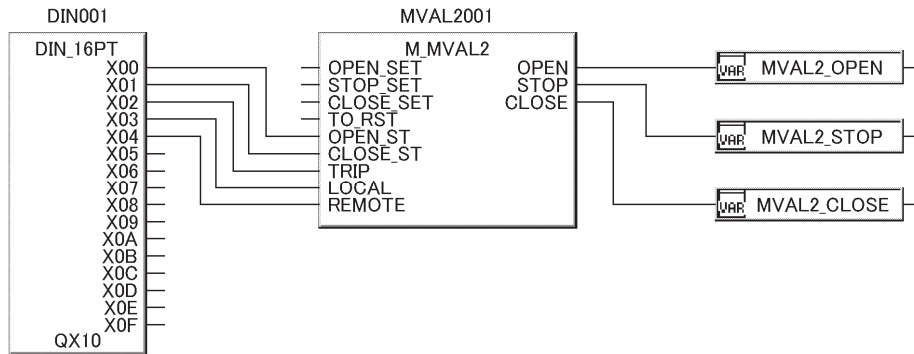 DIN001
DIN_16PT
X00
X01
X02
X03
X04
X05
X06
X07
X08
X09
X0A
X0B
X0C
X0D
X0E
X0F
QX10
MVAL2001
M_MVAL2
OPEN_SET
STOP_SET
CLOSE_SET
TO_RST
OPEN_ST
CLOSE_ST
TRIP
LOCAL
REMOTE
OPEN
STOP
CLOSE
VAR MVAL2_OPEN
VAR MVAL2_STOP
VAR MVAL2_CLOSE